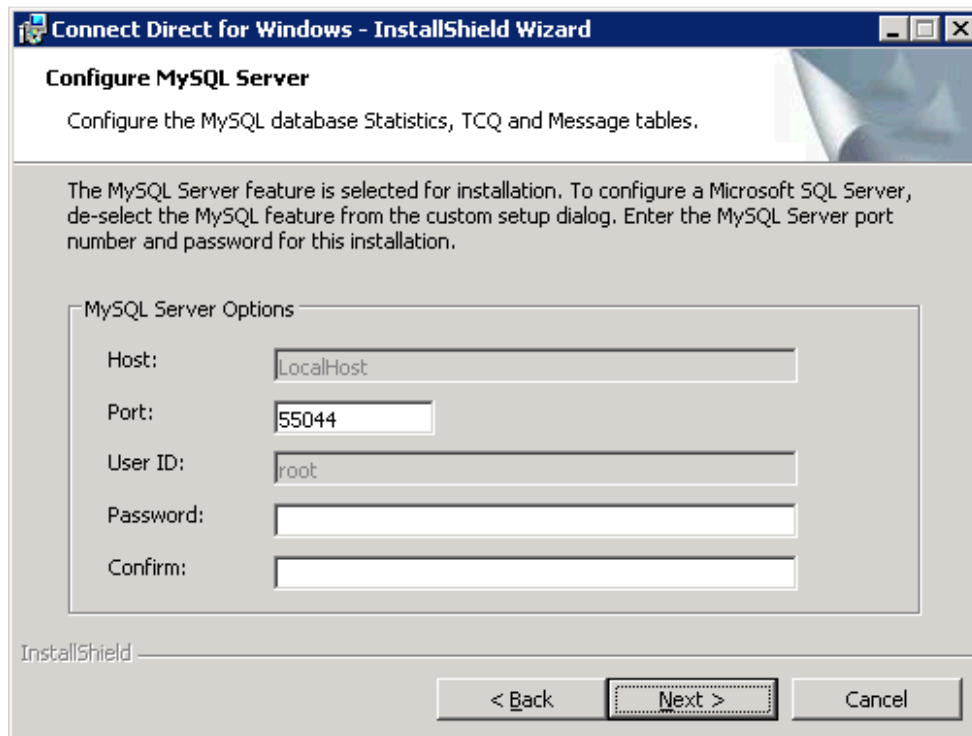 Connect Direct for Windows - InstallShield Wizard
Configure MySQL Server
Configure the MySQL database Statistics, TCQ and Message tables.
The MySQL Server feature is selected for installation. To configure a Microsoft SQL Server,
de-select the MySQL feature from the custom setup dialog. Enter the MySQL Server port
number and password for this installation.
MySQL Server Options
Host:
LocalHost
Port:
55044
User ID:
root
Password:
Confirm:
InstallShield
< Back
Next >
Cancel